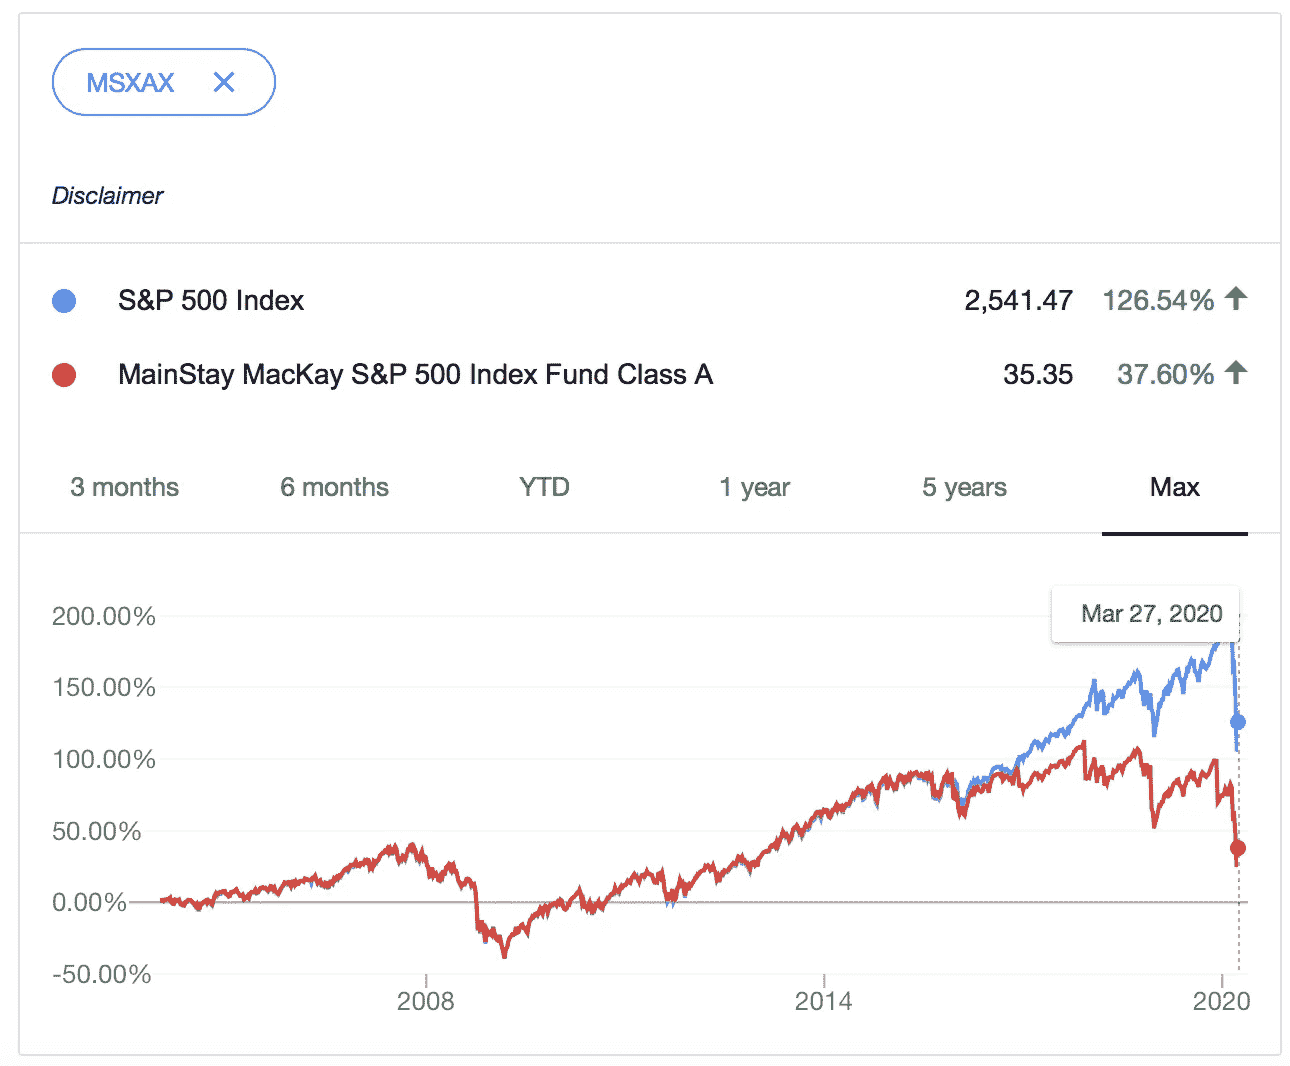 MSXAX ✕
Disclaimer
S&P 500 Index 2,541.47 126.54% ↑
MainStay MacKay S&P 500 Index Fund Class A 35.35 37.60% ↑
3 months 6 months YTD 1 year 5 years Max
Mar 27, 2020
200.00%
150.00%
100.00%
50.00%
0.00%
-50.00%
2008 2014 2020